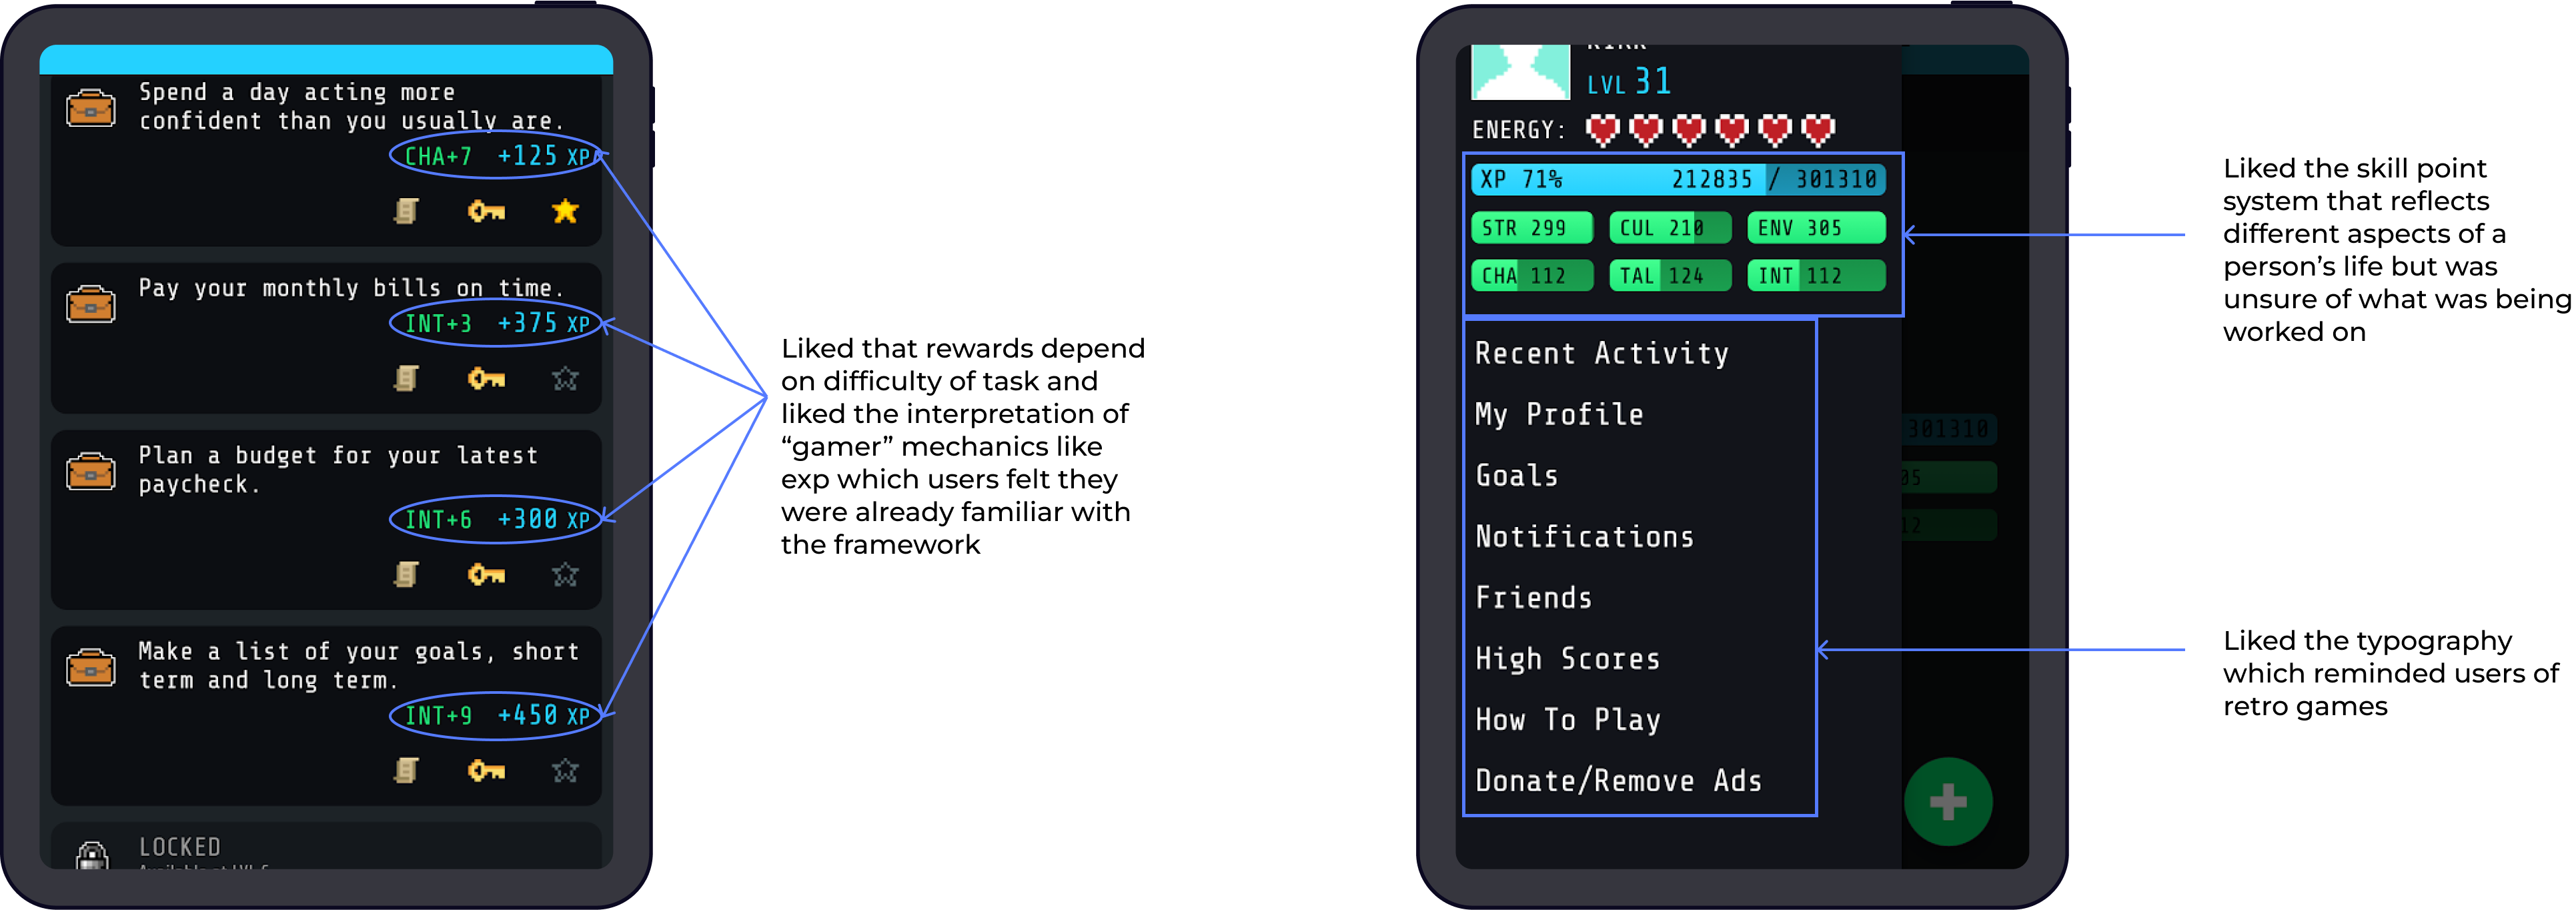 Spend a day acting more
confident than you usually are.
CHA+7 +125 XP
Pay your monthly bills on time.
INT+3 +375 XP
Plan a budget for your latest
paycheck.
INT+6 +300 XP
Make a list of your goals, short
term and long term.
INT+9 +450 XP
LOCKED
Liked that rewards depend
on difficulty of task and
liked the interpretation of
“gamer” mechanics like
exp which users felt they
were already familiar with
the framework
LVL 31
ENERGY:
XP 71% 212835 / 301310
STR 299 CUL 210 ENV 305
CHA 112 TAL 124 INT 112
Recent Activity
My Profile
Goals
Notifications
Friends
High Scores
How To Play
Donate/Remove Ads
301310
05
12
Liked the skill point
system that reflects
different aspects of a
person’s life but was
unsure of what was being
worked on
Liked the typography
which reminded users of
retro games